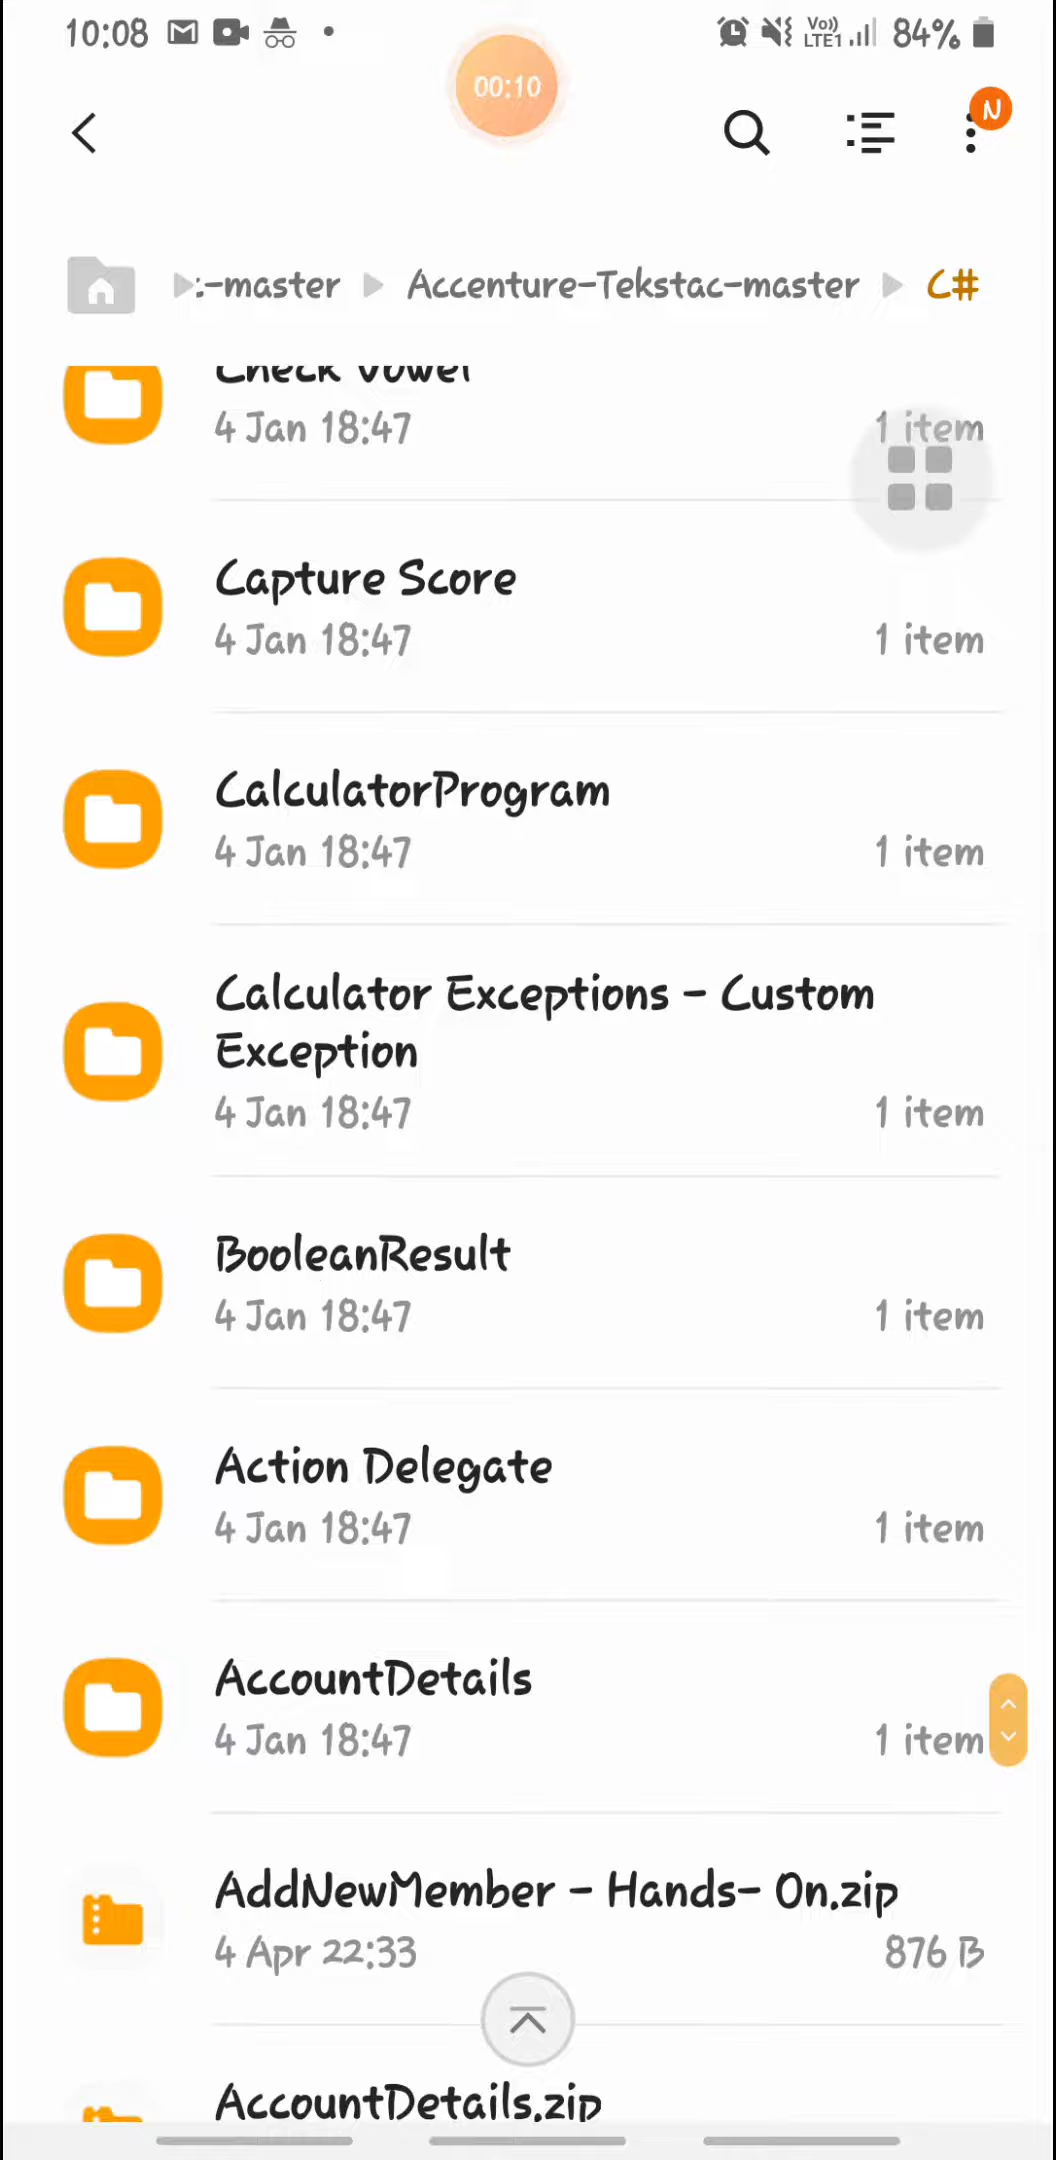 10:08
Vo)) LTE1 84%
00:10
N
:-master Accenture-Tekstac-master C#
Check Vowel
4 Jan 18:47 1 item
Capture Score
4 Jan 18:47 1 item
CalculatorProgram
4 Jan 18:47 1 item
Calculator Exceptions - Custom
Exception
4 Jan 18:47 1 item
BooleanResult
4 Jan 18:47 1 item
Action Delegate
4 Jan 18:47 1 item
AccountDetails
4 Jan 18:47 1 item
AddNewMember - Hands- On.zip
4 Apr 22:33 876 B
AccountDetails.zip